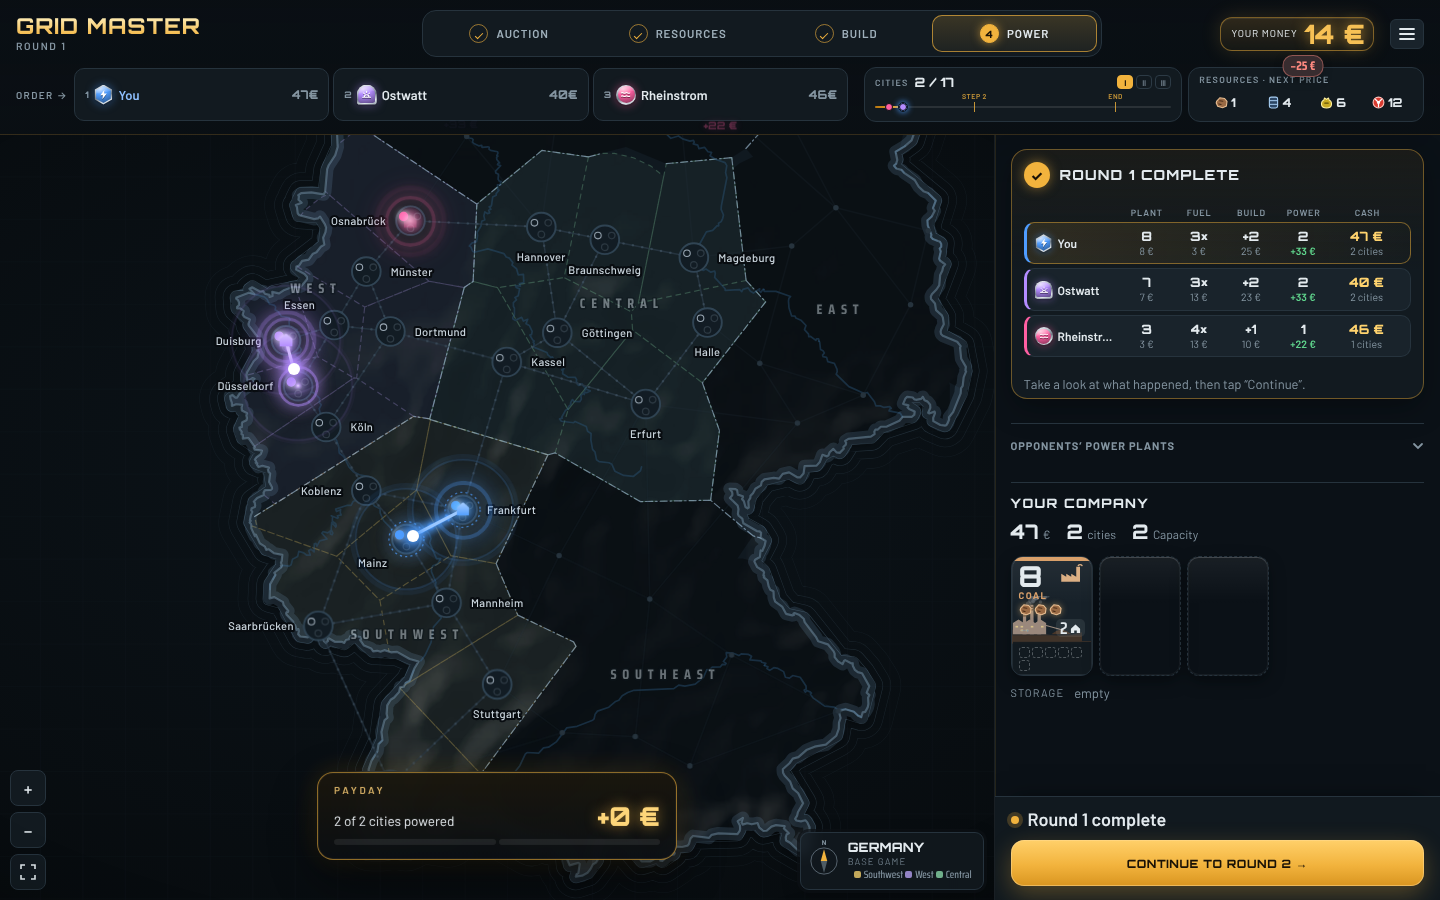 GRID MASTER
ROUND 1
AUCTION
RESOURCES
BUILD
4 POWER
YOUR MONEY 14 €
-25 €
ORDER →
1 You 47€
2 Ostwatt 40€
3 Rheinstrom 46€
+22 €
CITIES 2 / 17
I II III
STEP 2
END
RESOURCES · NEXT PRICE
1 4 6 12
Osnabrück
Hannover
Braunschweig
Magdeburg
Münster
WEST
Essen
CENTRAL
EAST
Duisburg
Dortmund
Göttingen
Halle
Kassel
Düsseldorf
Köln
Erfurt
Koblenz
Frankfurt
Mainz
Mannheim
Saarbrücken
SOUTHWEST
SOUTHEAST
Stuttgart
PAYDAY
2 of 2 cities powered
+0 €
+
−
N
GERMANY
BASE GAME
Southwest West Central
ROUND 1 COMPLETE
PLANT FUEL BUILD POWER CASH
You 8 3x +2 2 47 €
8 € 3 € 25 € +33 € 2 cities
Ostwatt 7 3x +2 2 40 €
7 € 13 € 23 € +33 € 2 cities
Rheinstr... 3 4x +1 1 46 €
3 € 13 € 10 € +22 € 1 cities
Take a look at what happened, then tap “Continue”.
OPPONENTS’ POWER PLANTS
YOUR COMPANY
47 € 2 cities 2 Capacity
8
COAL
2
STORAGE empty
Round 1 complete
CONTINUE TO ROUND 2 →